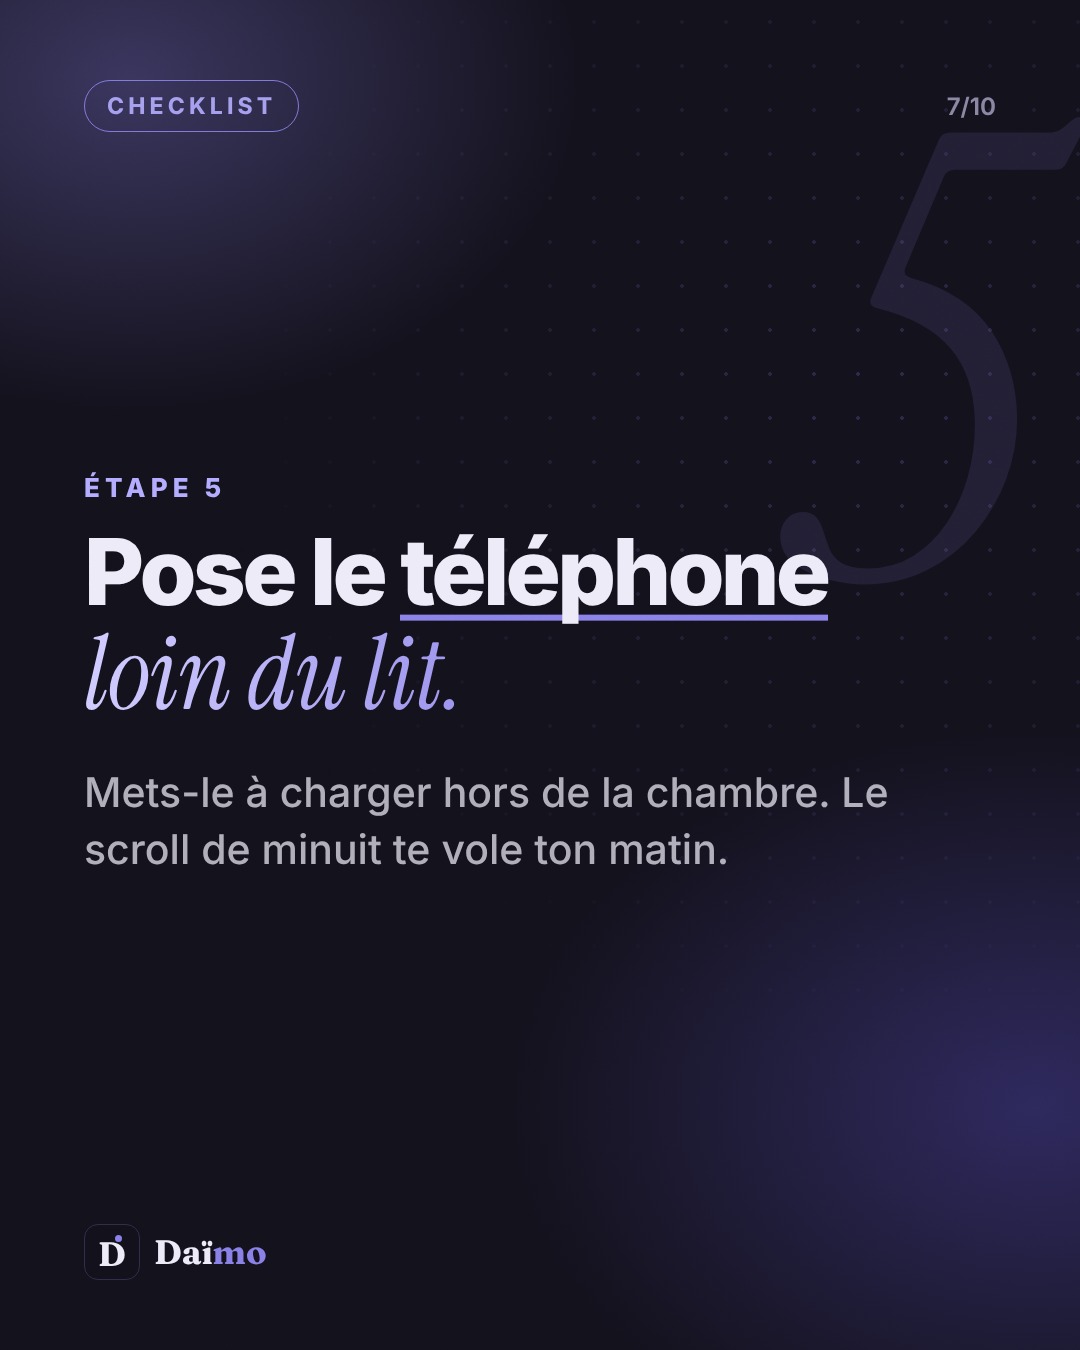 CHECKLIST
7/10
5
ÉTAPE 5
Pose le téléphone
loin du lit.
Mets-le à charger hors de la chambre. Le
scroll de minuit te vole ton matin.
D Daïmo